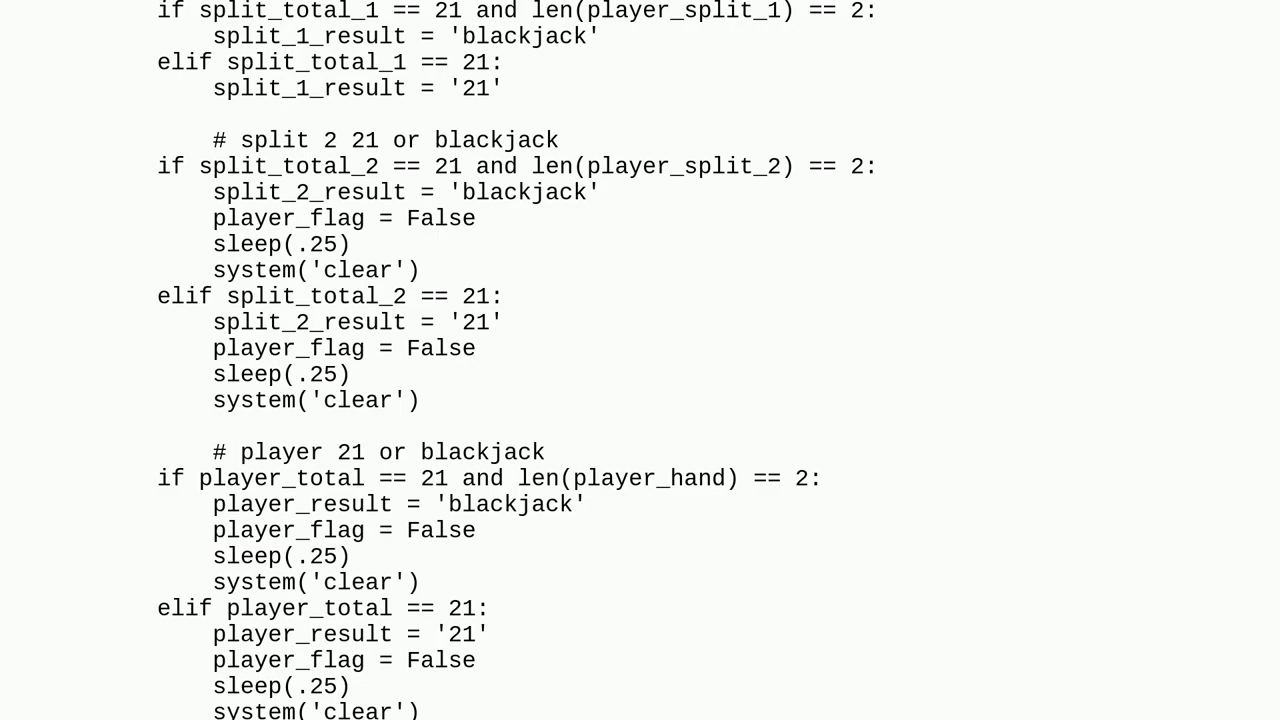 if split_total_1 == 21 and len(player_split_1) == 2:
    split_1_result = 'blackjack'
elif split_total_1 == 21:
    split_1_result = '21'

    # split 2 21 or blackjack
if split_total_2 == 21 and len(player_split_2) == 2:
    split_2_result = 'blackjack'
    player_flag = False
    sleep(.25)
    system('clear')
elif split_total_2 == 21:
    split_2_result = '21'
    player_flag = False
    sleep(.25)
    system('clear')

    # player 21 or blackjack
if player_total == 21 and len(player_hand) == 2:
    player_result = 'blackjack'
    player_flag = False
    sleep(.25)
    system('clear')
elif player_total == 21:
    player_result = '21'
    player_flag = False
    sleep(.25)
    system('clear')